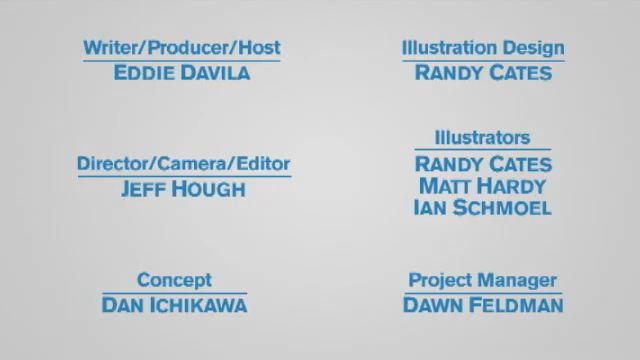 Writer/Producer/Host
EDDIE DAVILA
Director/Camera/Editor
JEFF HOUGH
Concept
DAN ICHIKAWA
Illustration Design
RANDY CATES
Illustrators
RANDY CATES
MATT HARDY
IAN SCHMOEL
Project Manager
DAWN FELDMAN